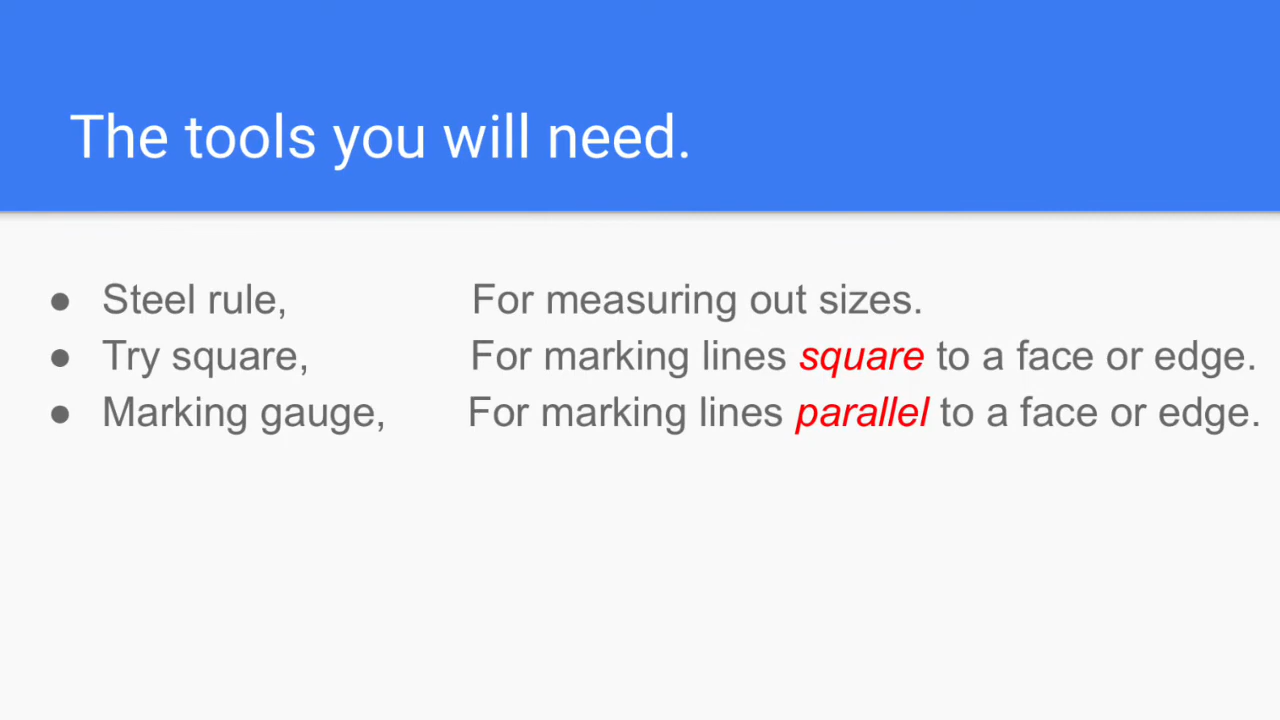 The tools you will need.
● Steel rule, For measuring out sizes.
● Try square, For marking lines square to a face or edge.
● Marking gauge, For marking lines parallel to a face or edge.